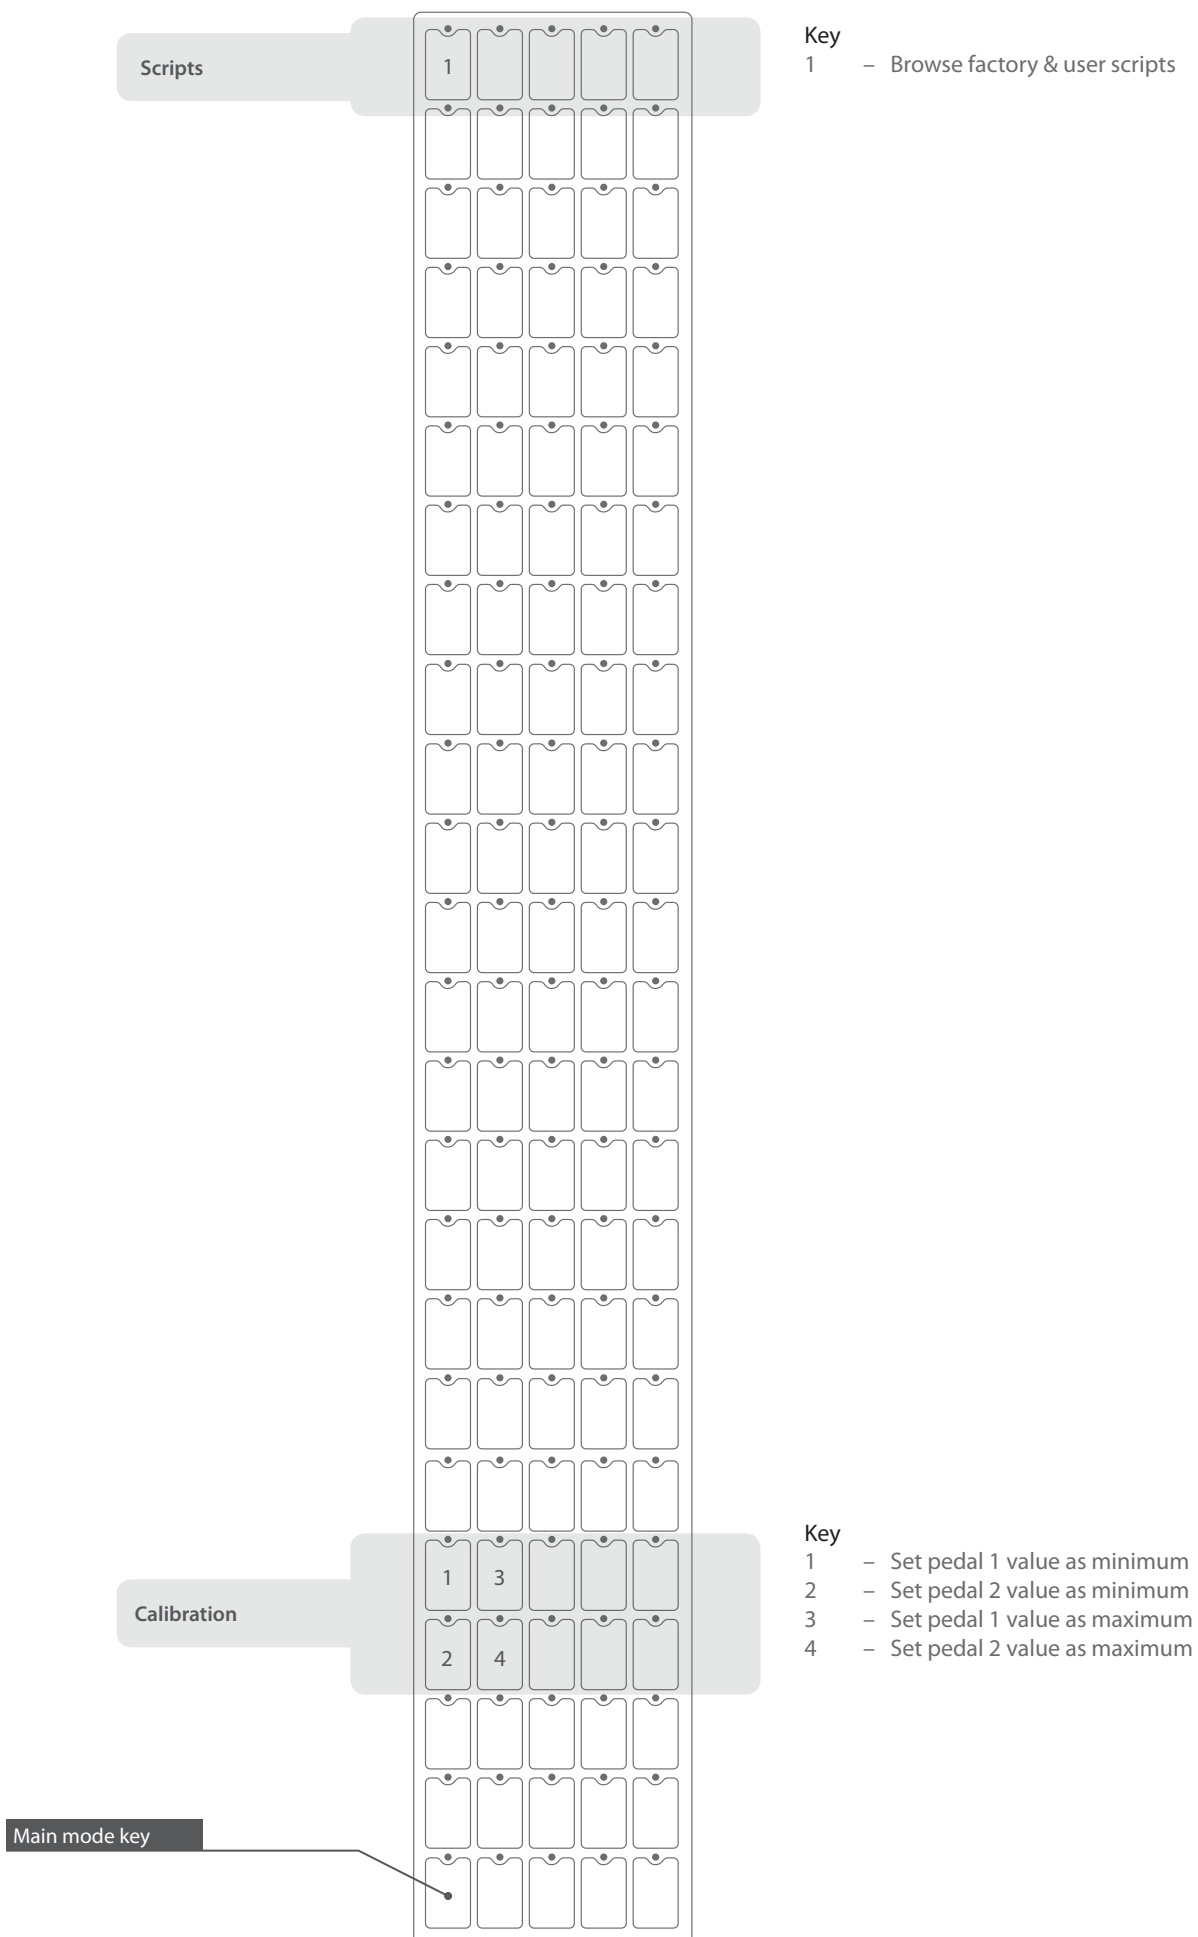 Scripts
1
Key
1 – Browse factory & user scripts
Calibration
1 3
2 4
Key
1 – Set pedal 1 value as minimum
2 – Set pedal 2 value as minimum
3 – Set pedal 1 value as maximum
4 – Set pedal 2 value as maximum
Main mode key